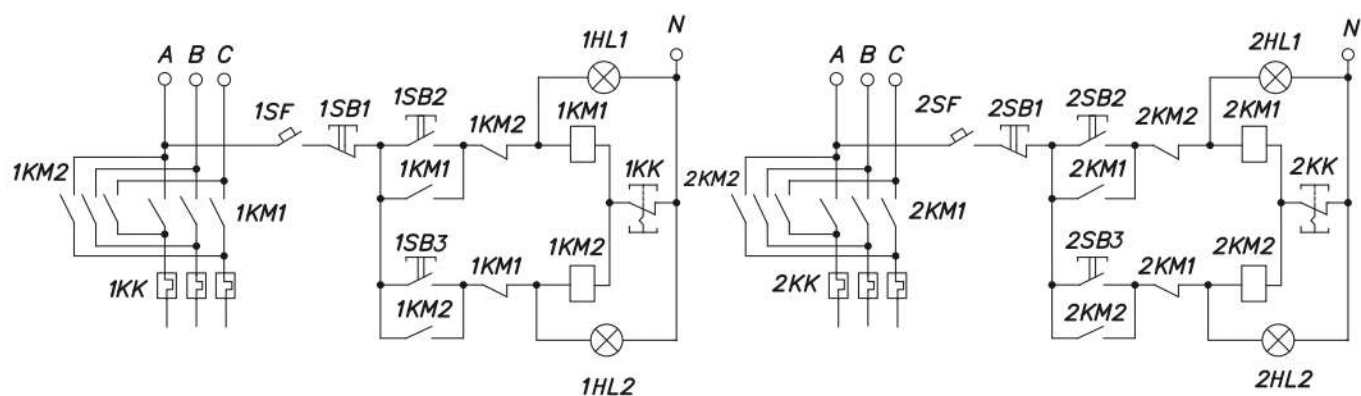 A B C
1SF
1SB1
1SB2
1KM2
1HL1
1KM1
N
1KM1
1KM2
1KM1
1KK
1SB3
1KM1
1KM2
1KK
1KM2
1HL2
A B C
2SF
2SB1
2SB2
2KM2
2HL1
2KM1
N
2KM1
2KM2
2KM1
2KK
2SB3
2KM1
2KM2
2KK
2KM2
2HL2